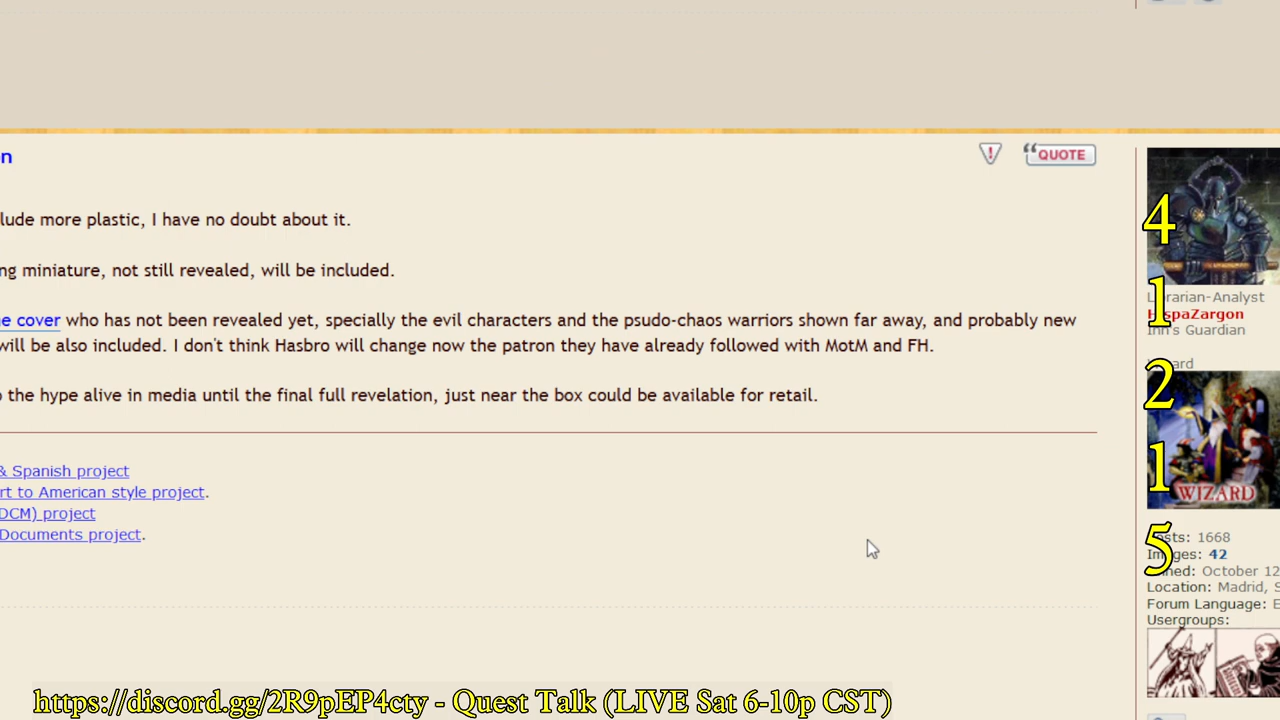 n
QUOTE
lude more plastic, I have no doubt about it.
ng miniature, not still revealed, will be included.
e cover who has not been revealed yet, specially the evil characters and the psudo-chaos warriors shown far away, and probably new
will be also included. I don't think Hasbro will change now the patron they have already followed with MotM and FH.
o the hype alive in media until the final full revelation, just near the box could be available for retail.
& Spanish project
rt to American style project.
DCM) project
Documents project.
4
1
2
1
5
rarian-Analyst
spaZargon
Inn's Guardian
ard
WIZARD
Posts: 1668
Images: 42
ined: October 12
Location: Madrid, S
Forum Language: E
Usergroups:
https://discord.gg/2R9pEP4cty - Quest Talk (LIVE Sat 6-10p CST)